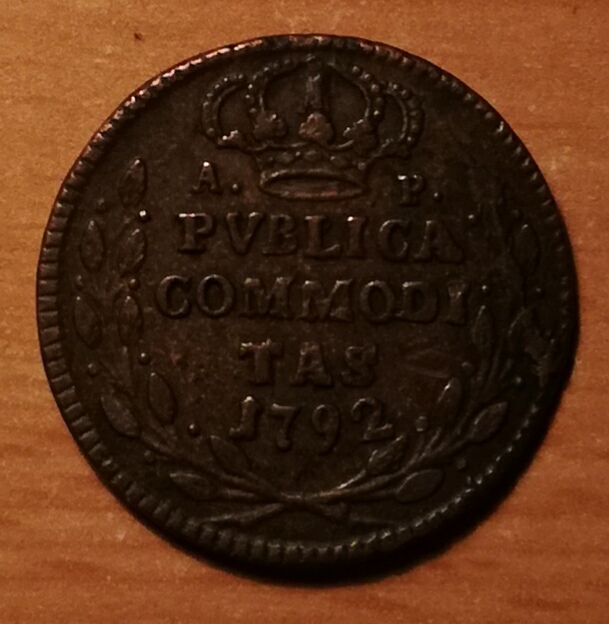 A. P.
PVBLICA
COMMODI
TAS
1792